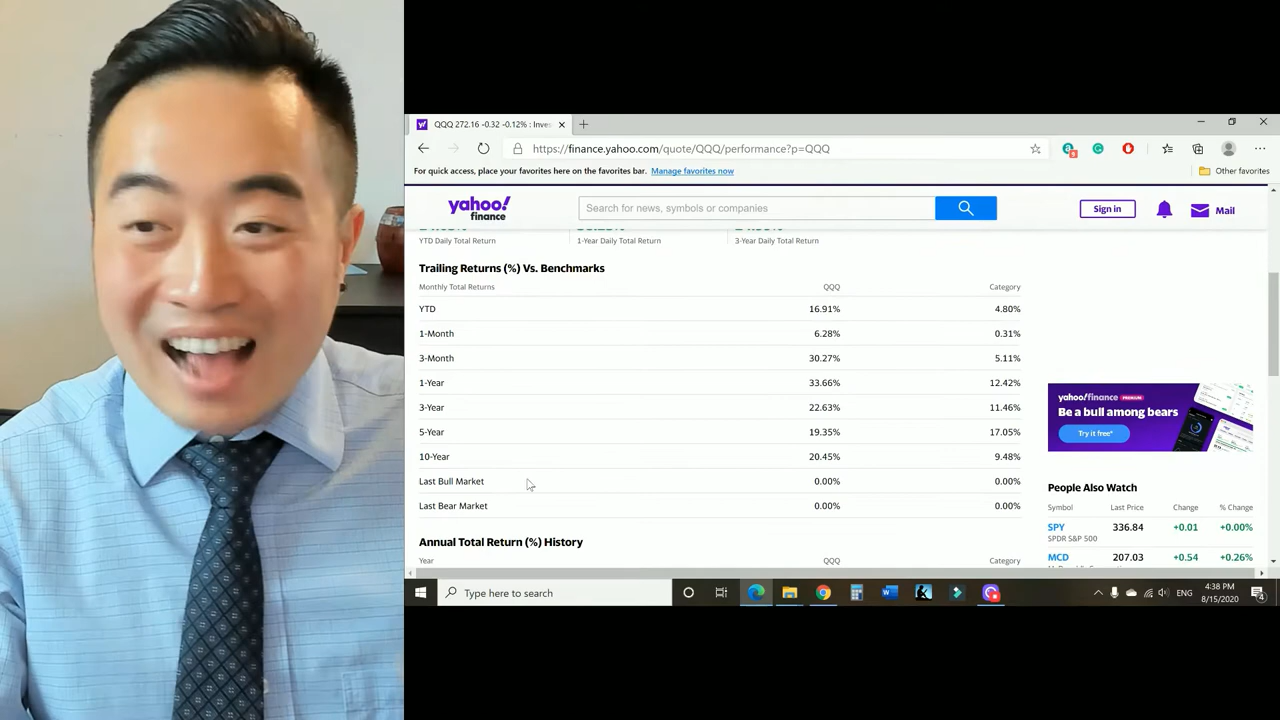 QQQ 272.16 -0.32 -0.12% : Inves
https://finance.yahoo.com/quote/QQQ/performance?p=QQQ
For quick access, place your favorites here on the favorites bar. Manage favorites now
Other favorites
yahoo!
finance
Search for news, symbols or companies
Sign in
Mail
YTD Daily Total Return
1-Year Daily Total Return
3-Year Daily Total Return
Trailing Returns (%) Vs. Benchmarks
Monthly Total Returns QQQ Category
YTD 16.91% 4.80%
1-Month 6.28% 0.31%
3-Month 30.27% 5.11%
1-Year 33.66% 12.42%
3-Year 22.63% 11.46%
5-Year 19.35% 17.05%
10-Year 20.45% 9.48%
Last Bull Market 0.00% 0.00%
Last Bear Market 0.00% 0.00%
Annual Total Return (%) History
Year QQQ Category
yahoo!finance PREMIUM
Be a bull among bears
Try it free*
People Also Watch
Symbol Last Price Change % Change
SPY 336.84 +0.01 +0.00%
SPDR S&P 500
MCD 207.03 +0.54 +0.26%
Type here to search
ENG
4:38 PM
8/15/2020